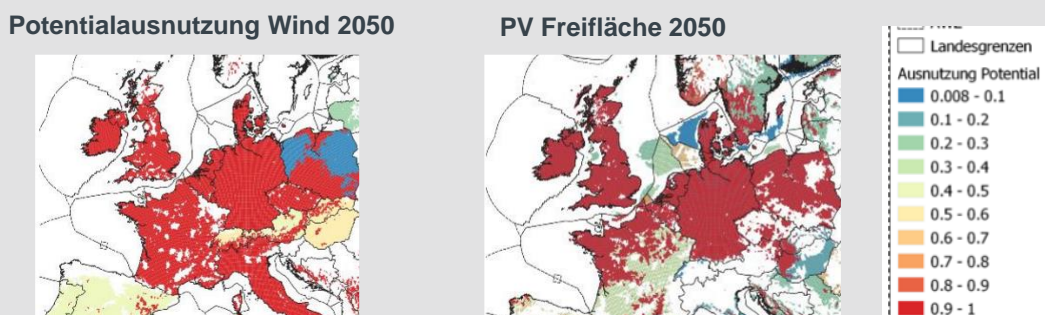 Potentialausnutzung Wind 2050
PV Freifläche 2050
Landesgrenzen
Ausnutzung Potential
0.008 - 0.1
0.1 - 0.2
0.2 - 0.3
0.3 - 0.4
0.4 - 0.5
0.5 - 0.6
0.6 - 0.7
0.7 - 0.8
0.8 - 0.9
0.9 - 1